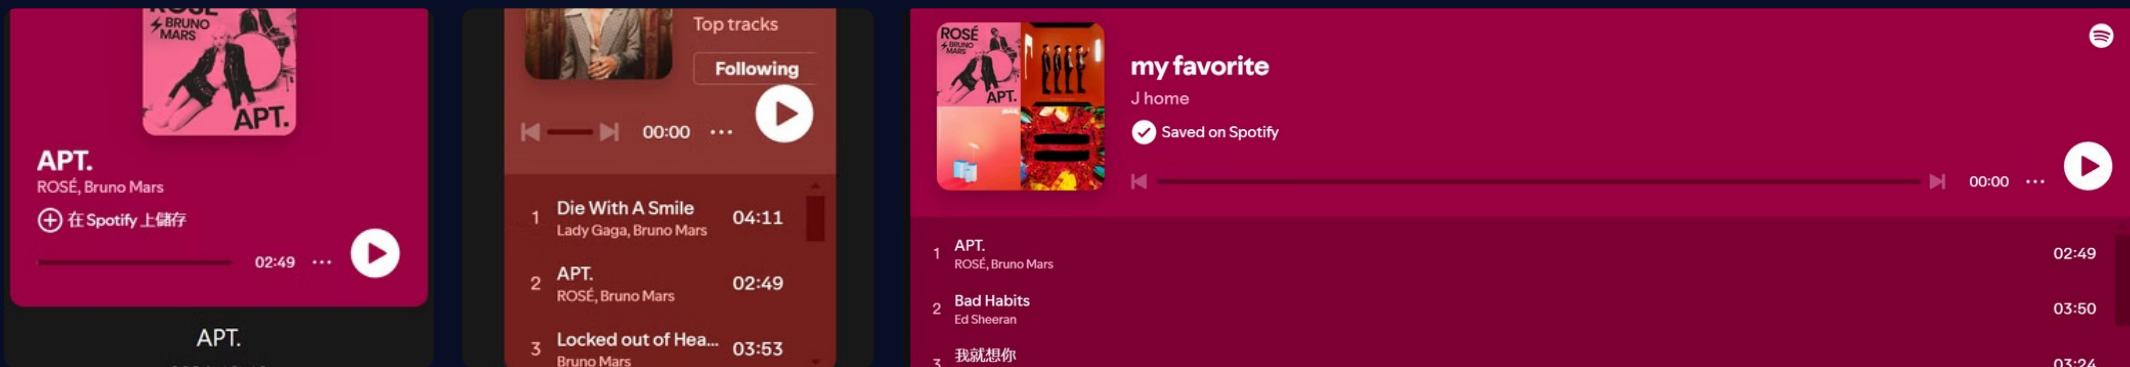 ROSÉ
BRUNO
MARS
APT.
APT.
ROSÉ, Bruno Mars
在 Spotify 上儲存
02:49
APT.
Top tracks
Following
00:00
1
Die With A Smile
Lady Gaga, Bruno Mars
04:11
2
APT.
ROSÉ, Bruno Mars
02:49
3
Locked out of Hea...
Bruno Mars
03:53
ROSÉ
BRUNO
MARS
APT.
my favorite
J home
Saved on Spotify
00:00
1
APT.
ROSÉ, Bruno Mars
02:49
2
Bad Habits
Ed Sheeran
03:50
3
我就想你
03:24